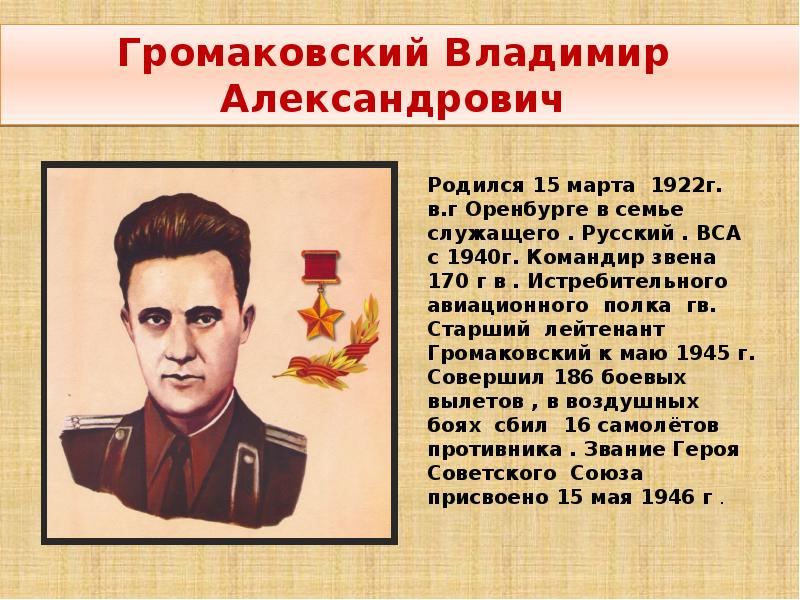 Громаковский Владимир
Александрович
Родился 15 марта 1922г.
в.г Оренбурге в семье
служащего . Русский . ВСА
с 1940г. Командир звена
170 г в . Истребительного
авиационного полка гв.
Старший лейтенант
Громаковский к маю 1945 г.
Совершил 186 боевых
вылетов , в воздушных
боях сбил 16 самолётов
противника . Звание Героя
Советского Союза
присвоено 15 мая 1946 г .